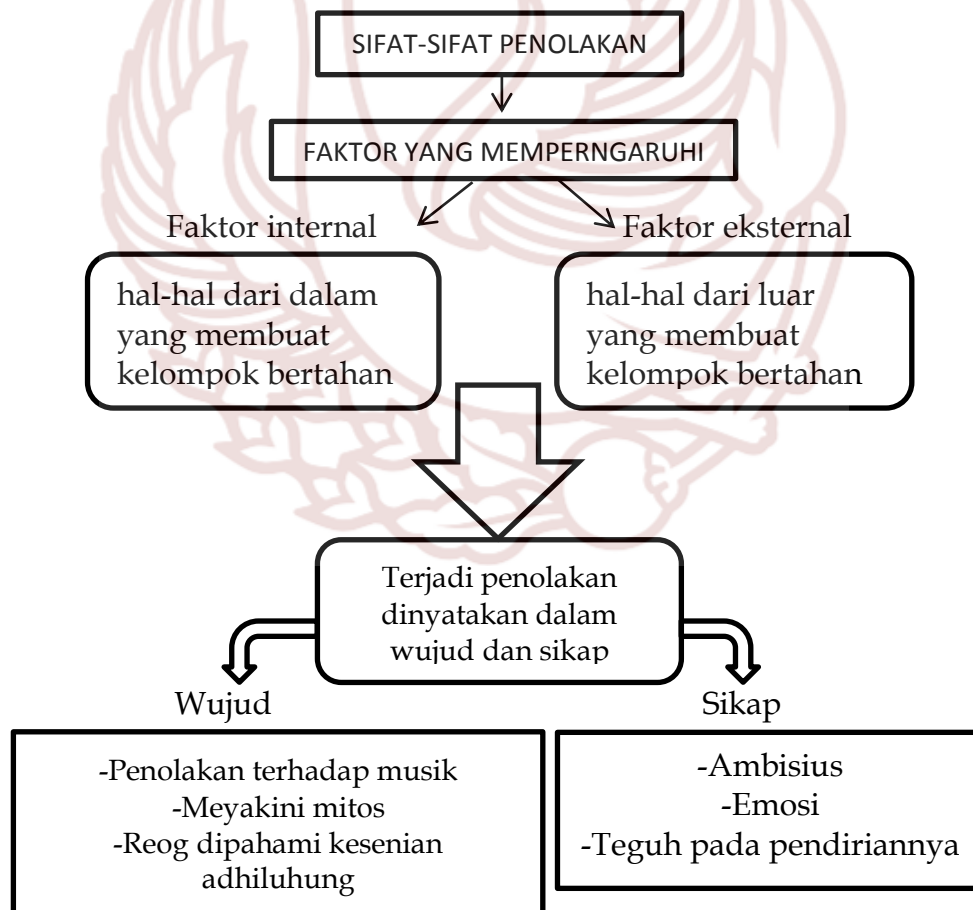 SIFAT-SIFAT PENOLAKAN
FAKTOR YANG MEMPERNGARUHI
Faktor internal
Faktor eksternal
hal-hal dari dalam
yang membuat
kelompok bertahan
hal-hal dari luar
yang membuat
kelompok bertahan
Terjadi penolakan
dinyatakan dalam
wujud dan sikap
Wujud
Sikap
-Penolakan terhadap musik
-Meyakini mitos
-Reog dipahami kesenian
adhiluhung
-Ambisius
-Emosi
-Teguh pada pendiriannya